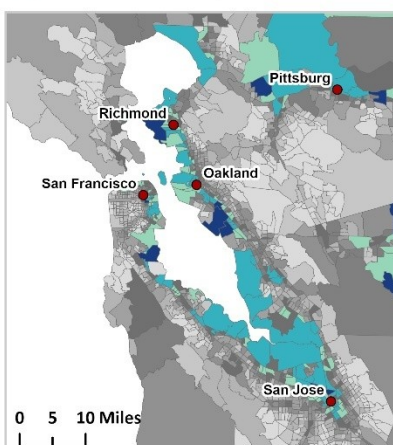 Pittsburg
Richmond
Oakland
San Francisco
San Jose
0 5 10 Miles